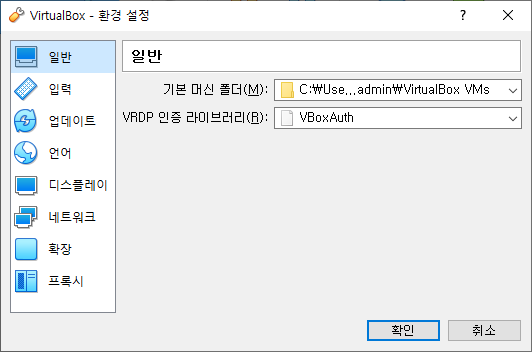 VirtualBox - 환경 설정
일반
입력
업데이트
언어
디스플레이
네트워크
확장
프록시
일반
기본 머신 폴더(M): C:₩Use...admin₩VirtualBox VMs
VRDP 인증 라이브러리(R): VBoxAuth
확인 취소